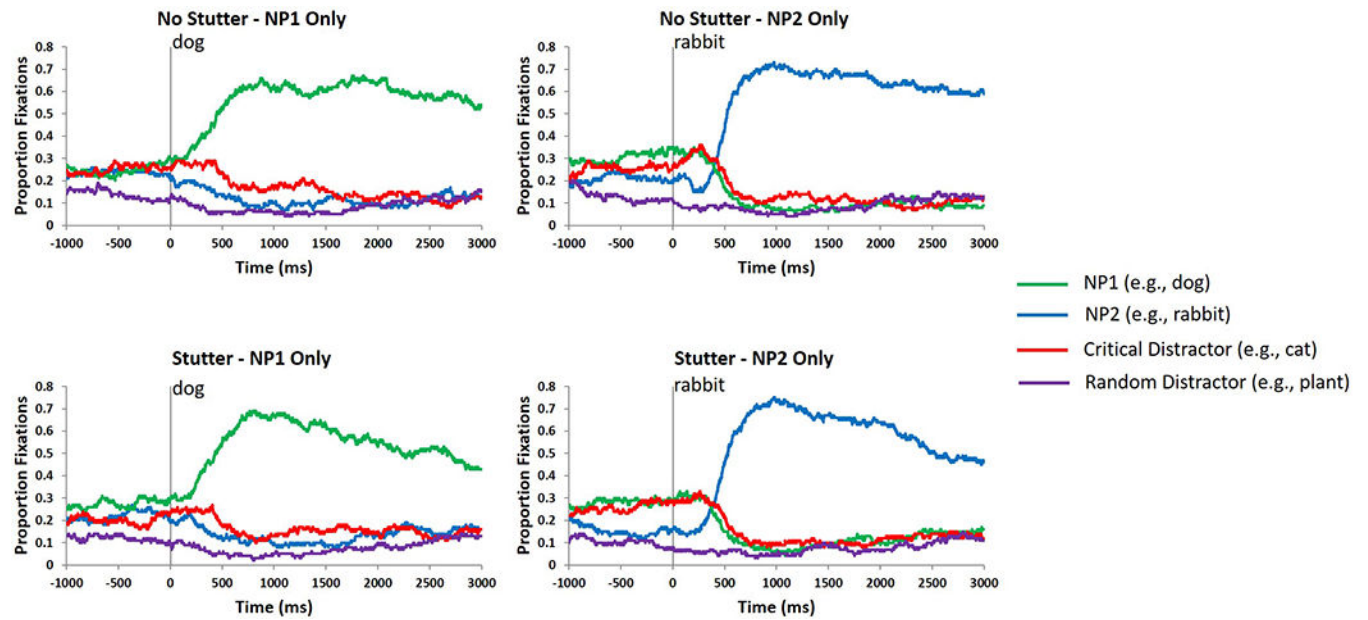 No Stutter - NP1 Only
dog
Proportion Fixations
0.8
0.7
0.6
0.5
0.4
0.3
0.2
0.1
0
-1000 -500 0 500 1000 1500 2000 2500 3000
Time (ms)
No Stutter - NP2 Only
rabbit
Proportion Fixations
0.8
0.7
0.6
0.5
0.4
0.3
0.2
0.1
0
-1000 -500 0 500 1000 1500 2000 2500 3000
Time (ms)
Stutter - NP1 Only
dog
Proportion Fixations
0.8
0.7
0.6
0.5
0.4
0.3
0.2
0.1
0
-1000 -500 0 500 1000 1500 2000 2500 3000
Time (ms)
Stutter - NP2 Only
rabbit
Proportion Fixations
0.8
0.7
0.6
0.5
0.4
0.3
0.2
0.1
0
-1000 -500 0 500 1000 1500 2000 2500 3000
Time (ms)
NP1 (e.g., dog)
NP2 (e.g., rabbit)
Critical Distractor (e.g., cat)
Random Distractor (e.g., plant)